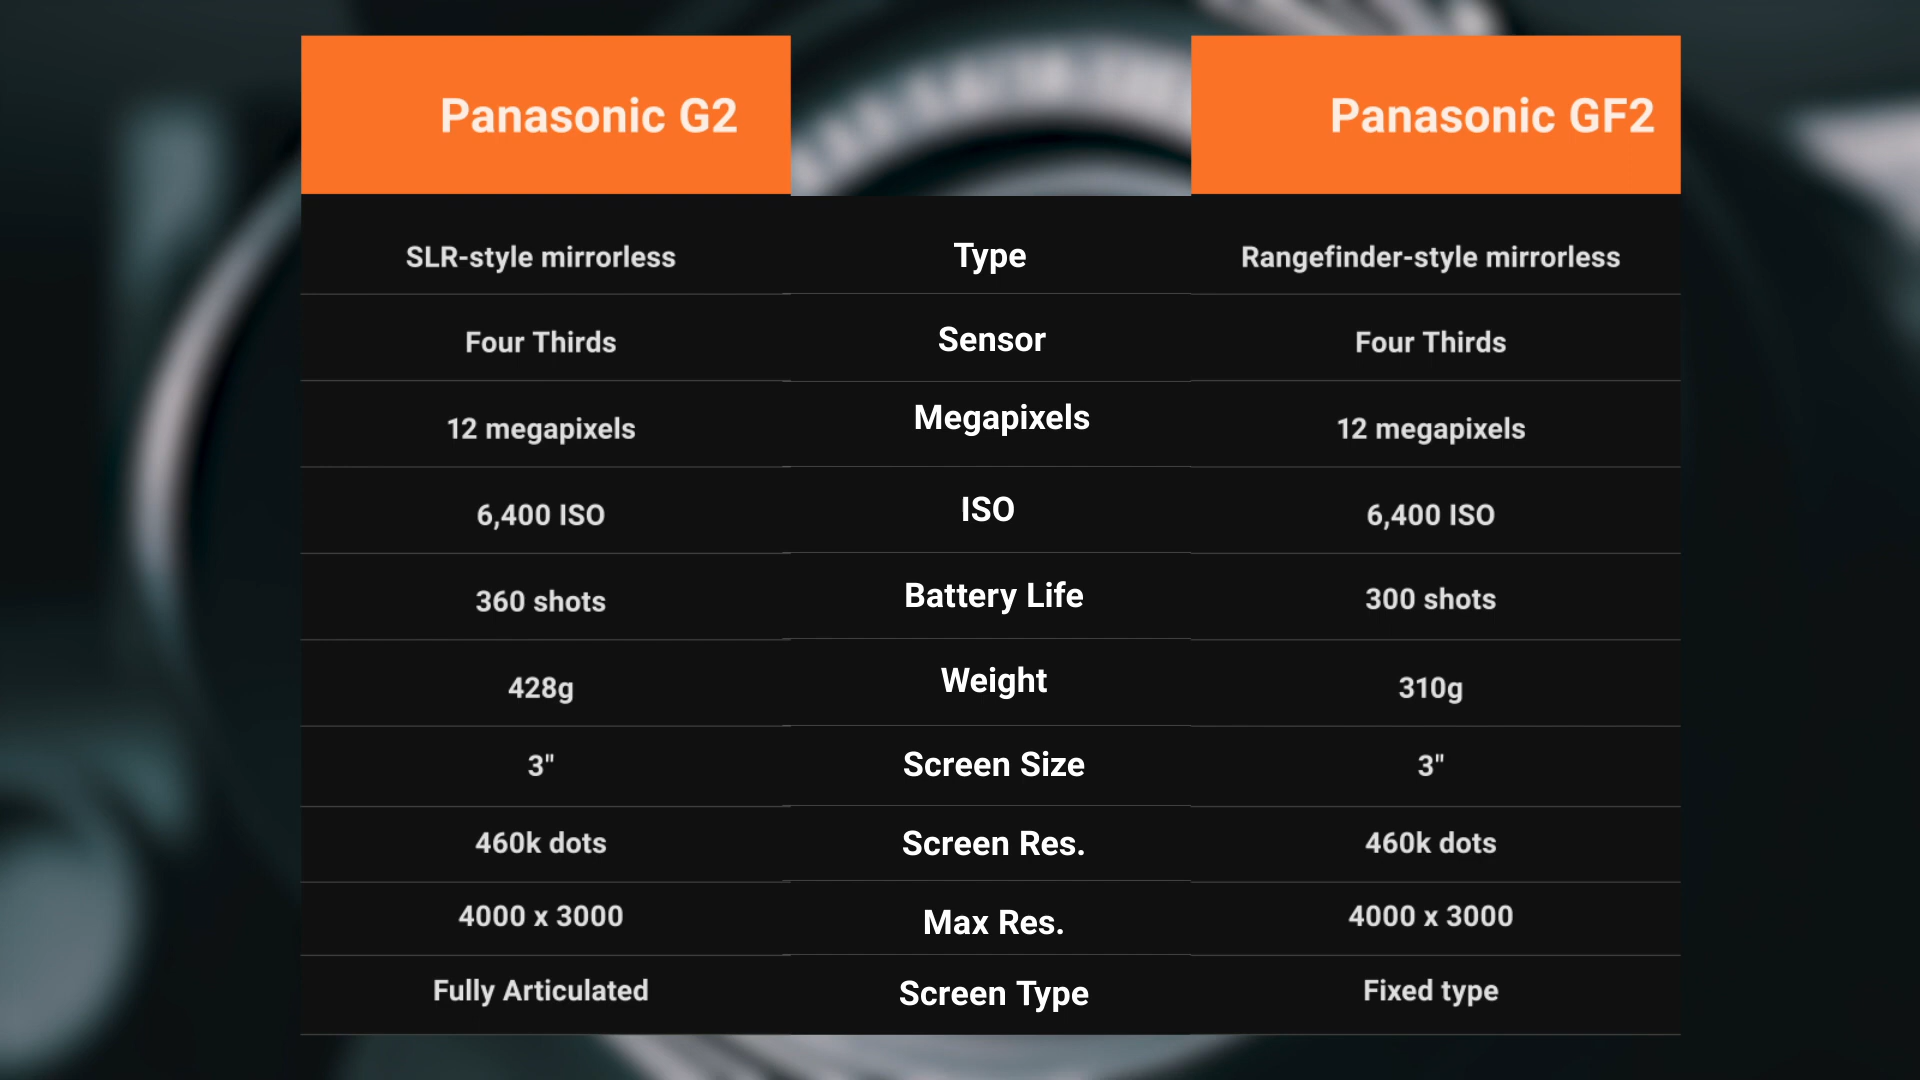 Panasonic G2 Panasonic GF2
SLR-style mirrorless Type Rangefinder-style mirrorless
Four Thirds Sensor Four Thirds
12 megapixels Megapixels 12 megapixels
6,400 ISO ISO 6,400 ISO
360 shots Battery Life 300 shots
428g Weight 310g
3" Screen Size 3"
460k dots Screen Res. 460k dots
4000 x 3000 Max Res. 4000 x 3000
Fully Articulated Screen Type Fixed type